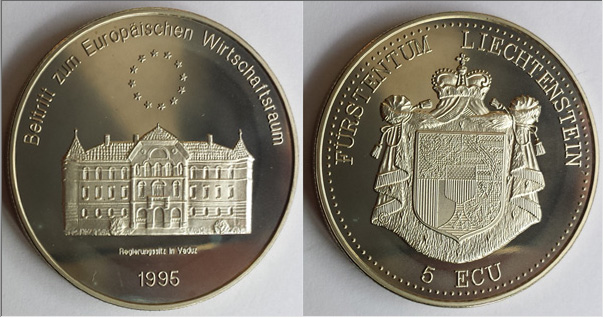 Beitritt zum Europäischen Wirtschaftsraum
Regierungssitz in Vaduz
1995
FÜRSTENTUM LIECHTENSTEIN
5 ECU